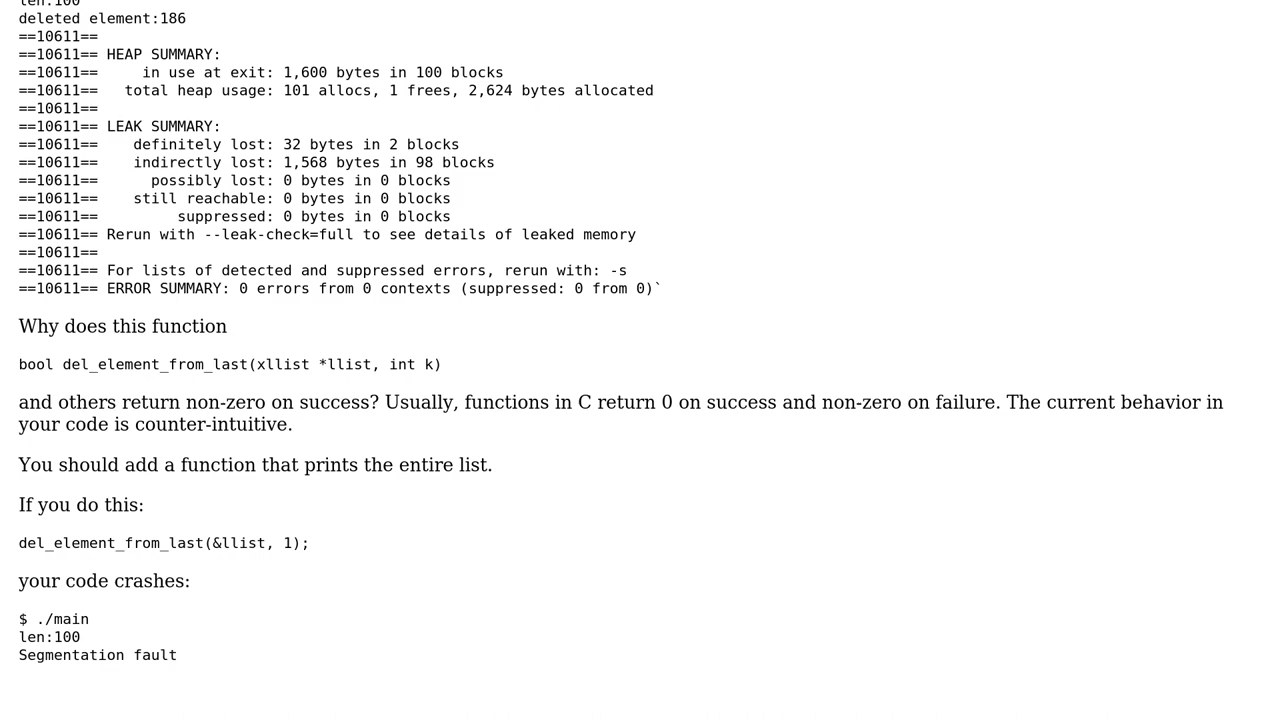 len:100
deleted element:186
==10611==
==10611== HEAP SUMMARY:
==10611==     in use at exit: 1,600 bytes in 100 blocks
==10611==   total heap usage: 101 allocs, 1 frees, 2,624 bytes allocated
==10611==
==10611== LEAK SUMMARY:
==10611==    definitely lost: 32 bytes in 2 blocks
==10611==    indirectly lost: 1,568 bytes in 98 blocks
==10611==      possibly lost: 0 bytes in 0 blocks
==10611==    still reachable: 0 bytes in 0 blocks
==10611==         suppressed: 0 bytes in 0 blocks
==10611== Rerun with --leak-check=full to see details of leaked memory
==10611==
==10611== For lists of detected and suppressed errors, rerun with: -s
==10611== ERROR SUMMARY: 0 errors from 0 contexts (suppressed: 0 from 0)`
Why does this function
bool del_element_from_last(xllist *llist, int k)
and others return non-zero on success? Usually, functions in C return 0 on success and non-zero on failure. The current behavior in
your code is counter-intuitive.
You should add a function that prints the entire list.
If you do this:
del_element_from_last(&llist, 1);
your code crashes:
$ ./main
len:100
Segmentation fault